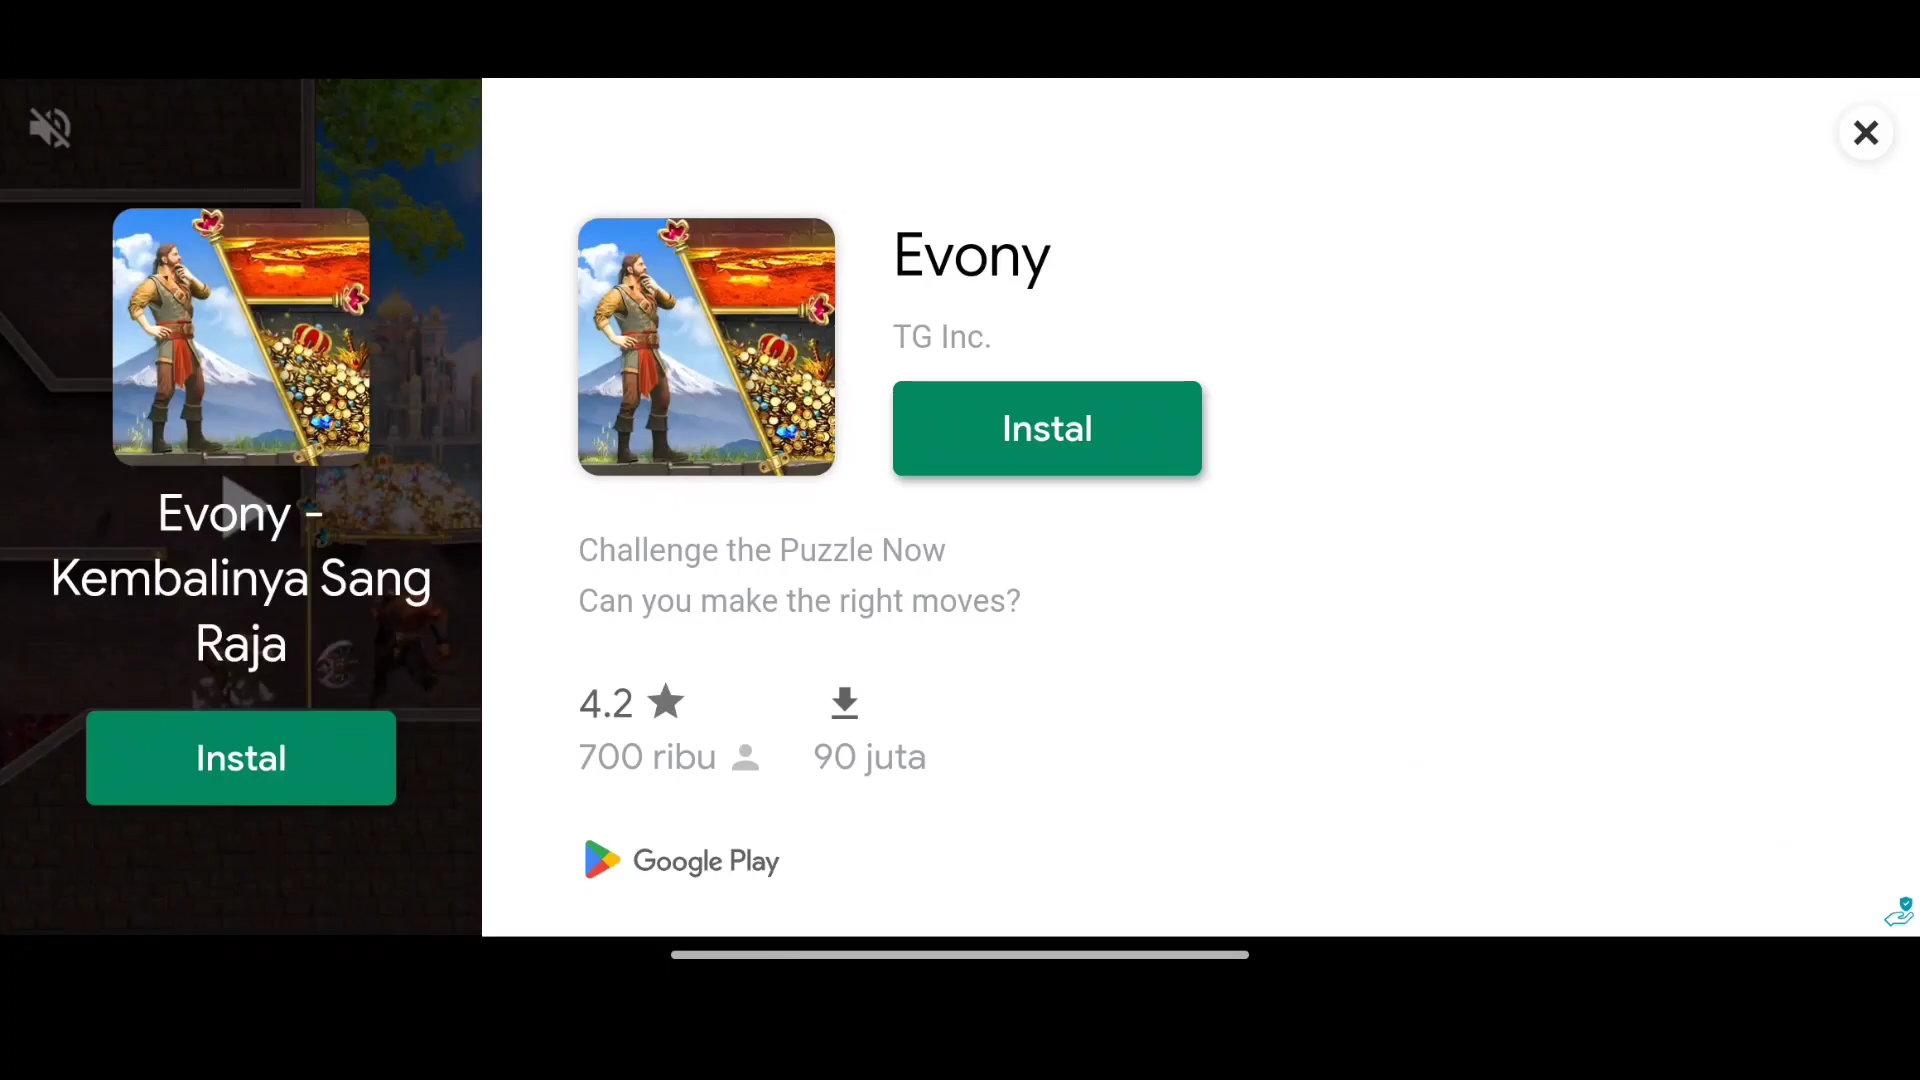 Evony -
Kembalinya Sang
Raja
Instal
Evony
TG Inc.
Instal
Challenge the Puzzle Now
Can you make the right moves?
4.2
700 ribu
90 juta
Google Play